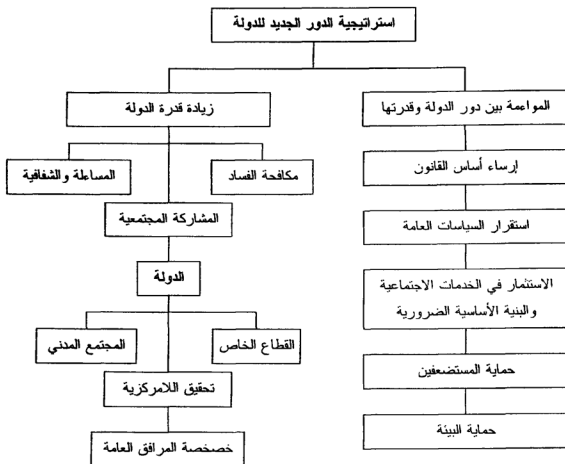 استراتيجية الدور الجديد للدولة
المواءمة بين دور الدولة وقدرتها
زيادة قدرة الدولة
إرساء أساس القانون
مكافحة الفساد
المساعلة والشفافية
المشاركة المجتمعية
استقرار السياسات العامة
الدولة
الاستثمار في الخدمات الاجتماعية
والبنية الأساسية الضرورية
القطاع الخاص
المجتمع المدني
حماية المستضعفين
تحقيق اللامركزية
حماية البيئة
خصخصة المرافق العامة